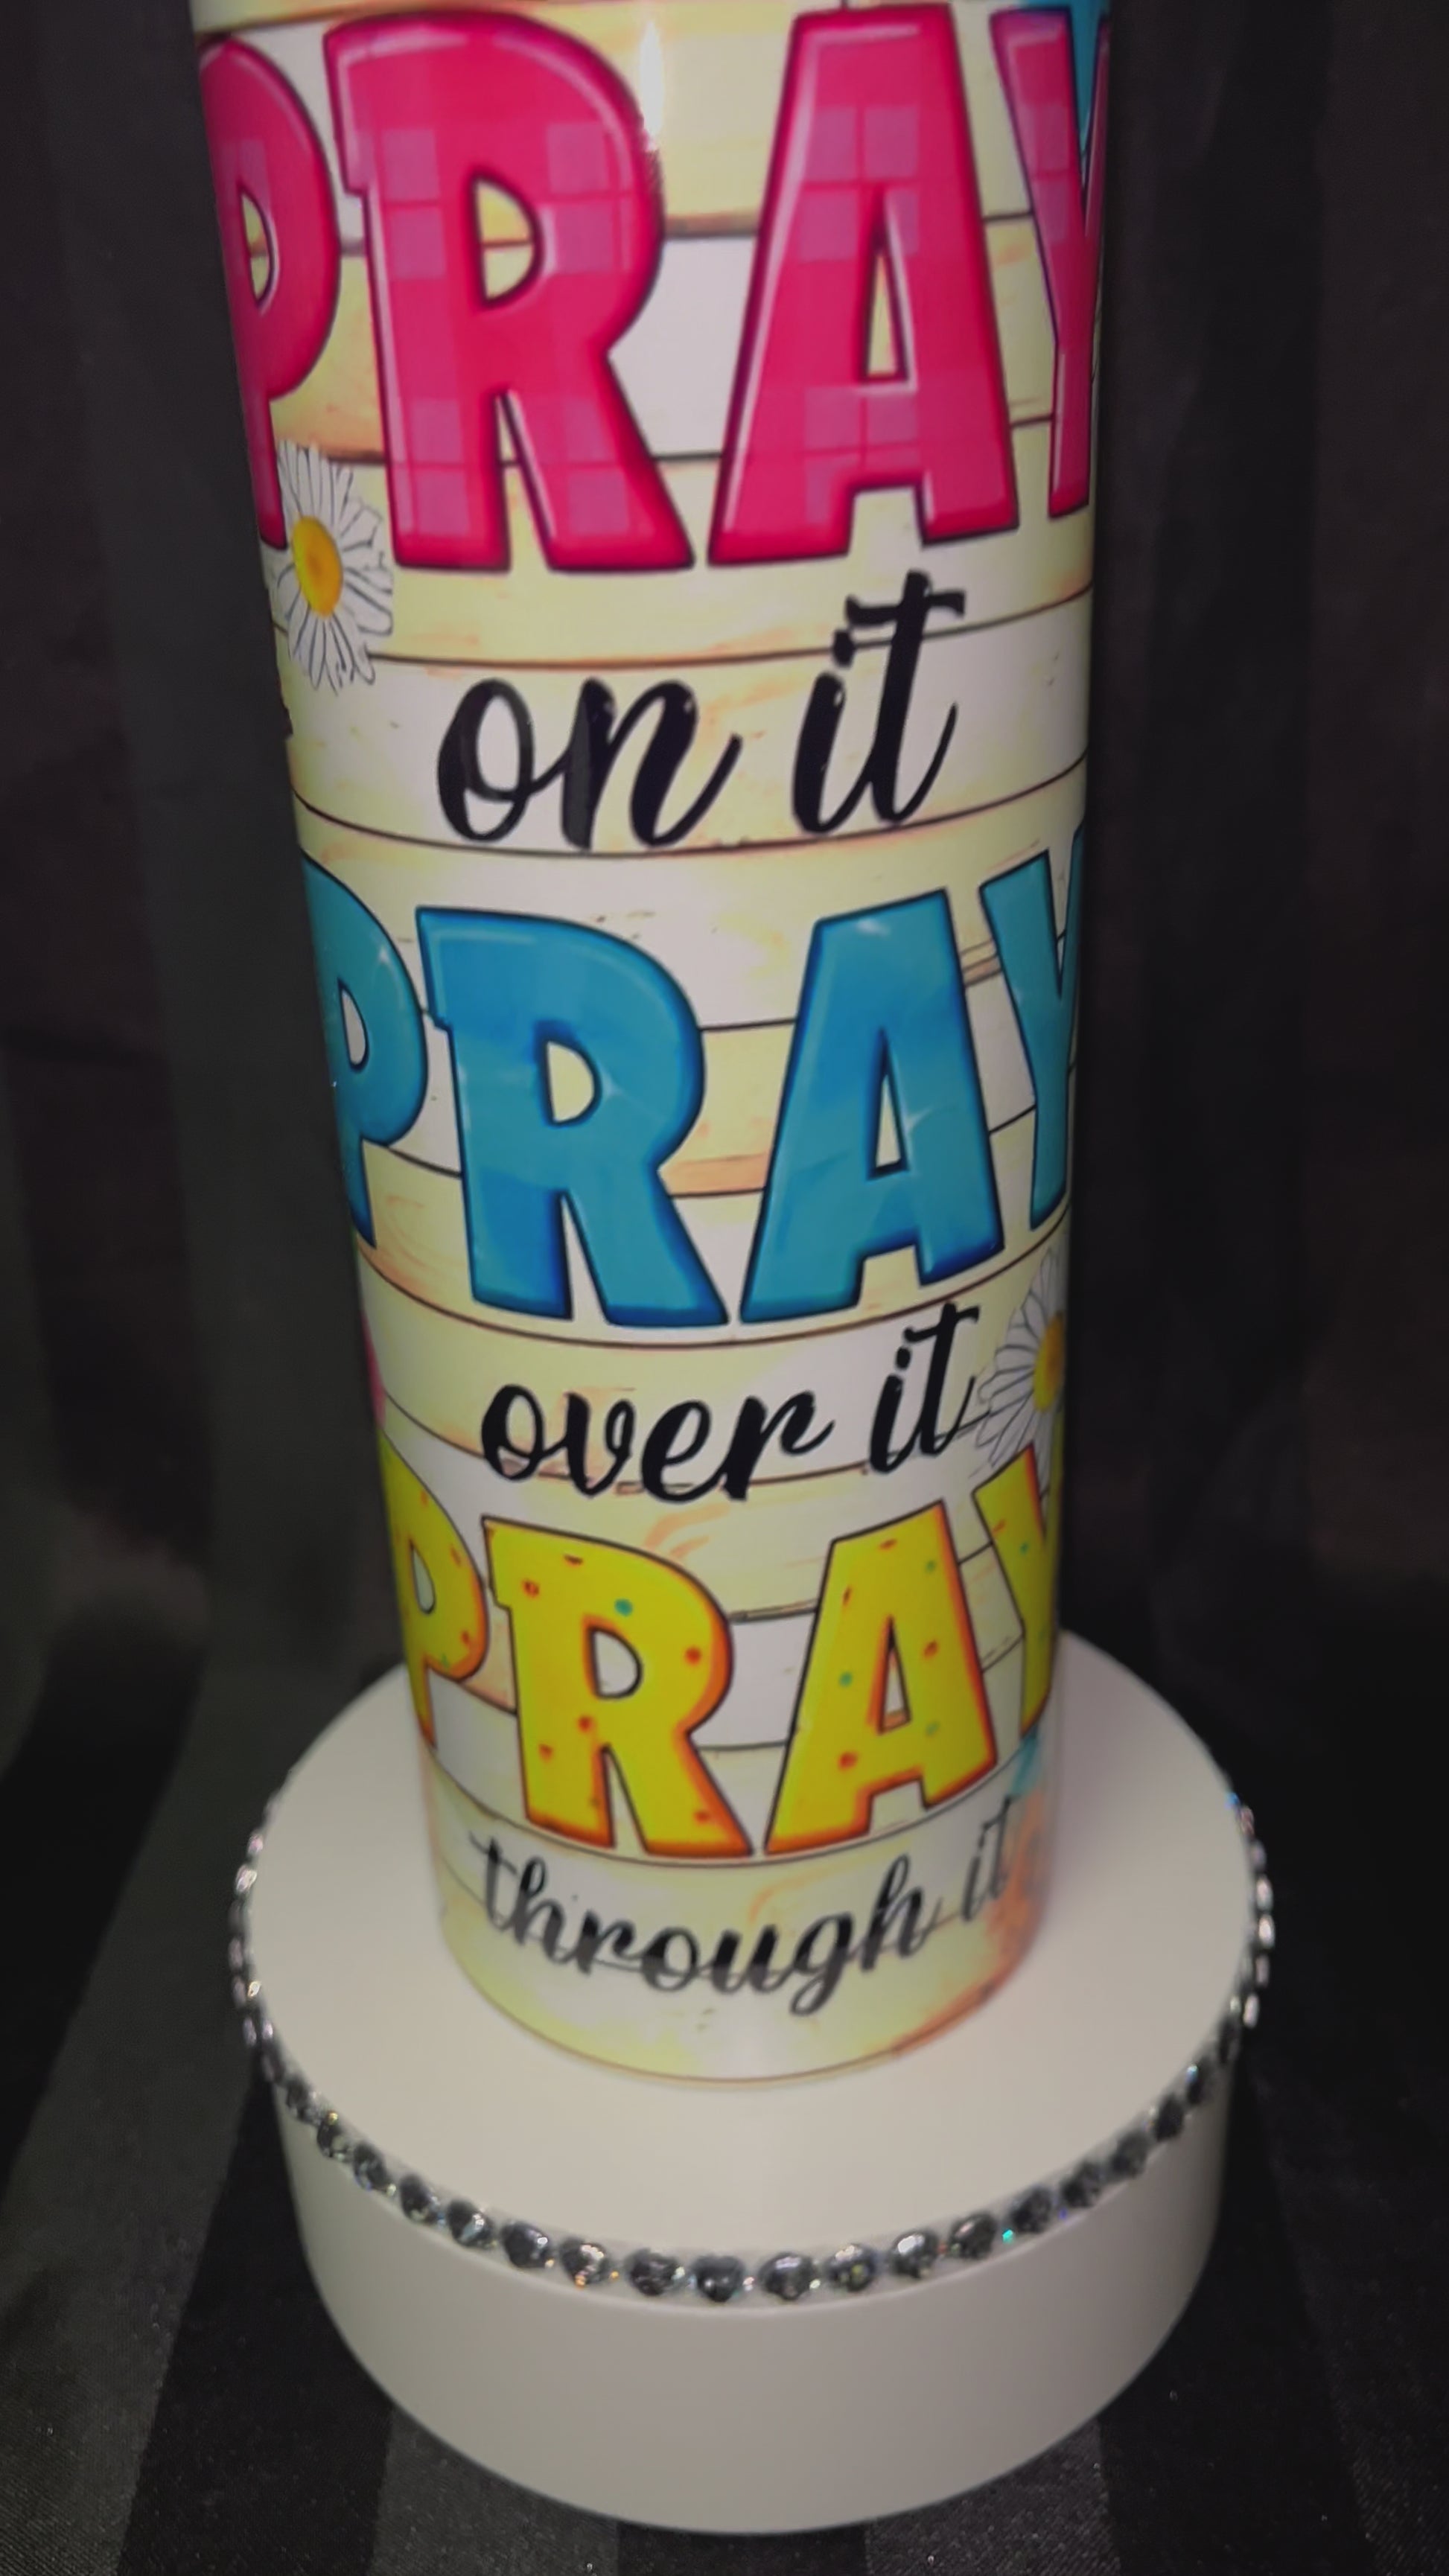 PRAY
on it
PRAY
over it
PRAY
through it